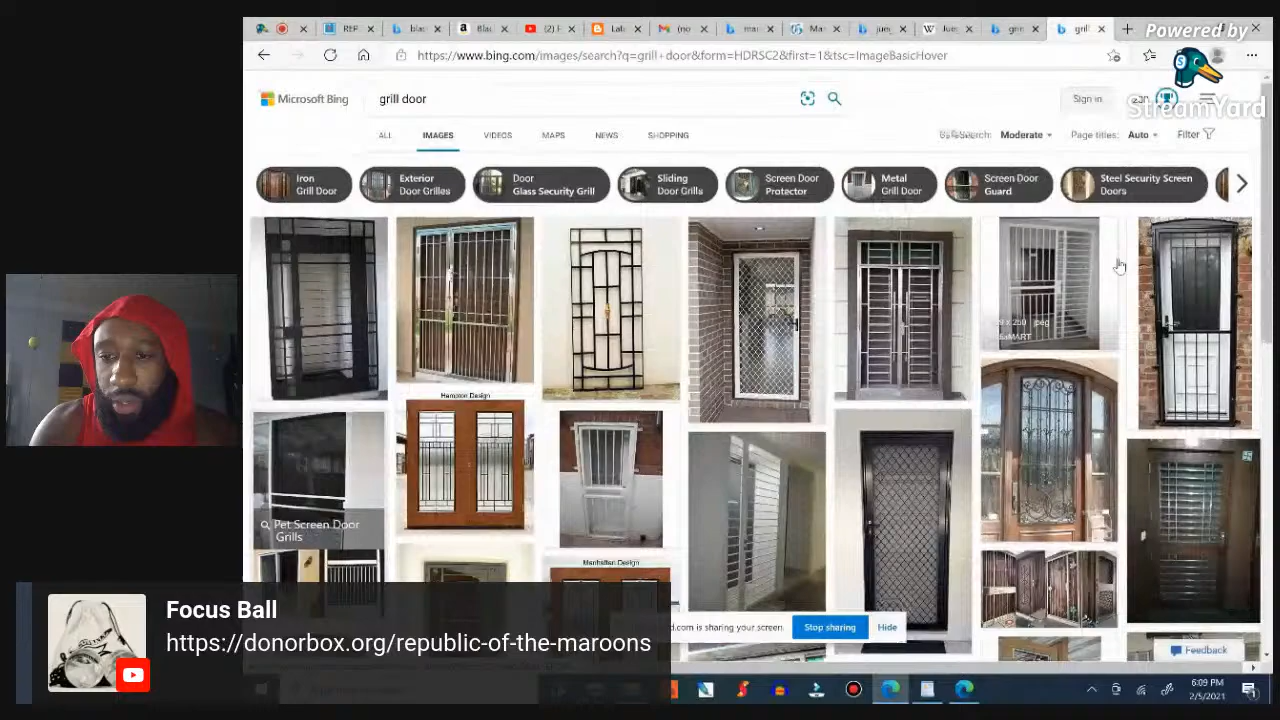 Powered by
StreamYard
REP
https://www.bing.com/images/search?q=grill+door&form=HDRSC2&first=1&tsc=ImageBasicHover
Microsoft Bing
grill door
Sign in
ALL
IMAGES
VIDEOS
MAPS
NEWS
SHOPPING
Moderate
Page titles:
Auto
Filter
Iron
Grill Door
Exterior
Door Grilles
Door
Glass Security Grill
Sliding
Door Grills
Screen Door
Protector
Metal
Grill Door
Screen Door
Guard
Steel Security Screen
Doors
Hampton Design
Pet Screen Door
Grills
Manhattan Design
Focus Ball
https://donorbox.org/republic-of-the-maroons
d.com is sharing your screen.
Stop sharing
Hide
Feedback
6:09 PM
2/5/2021